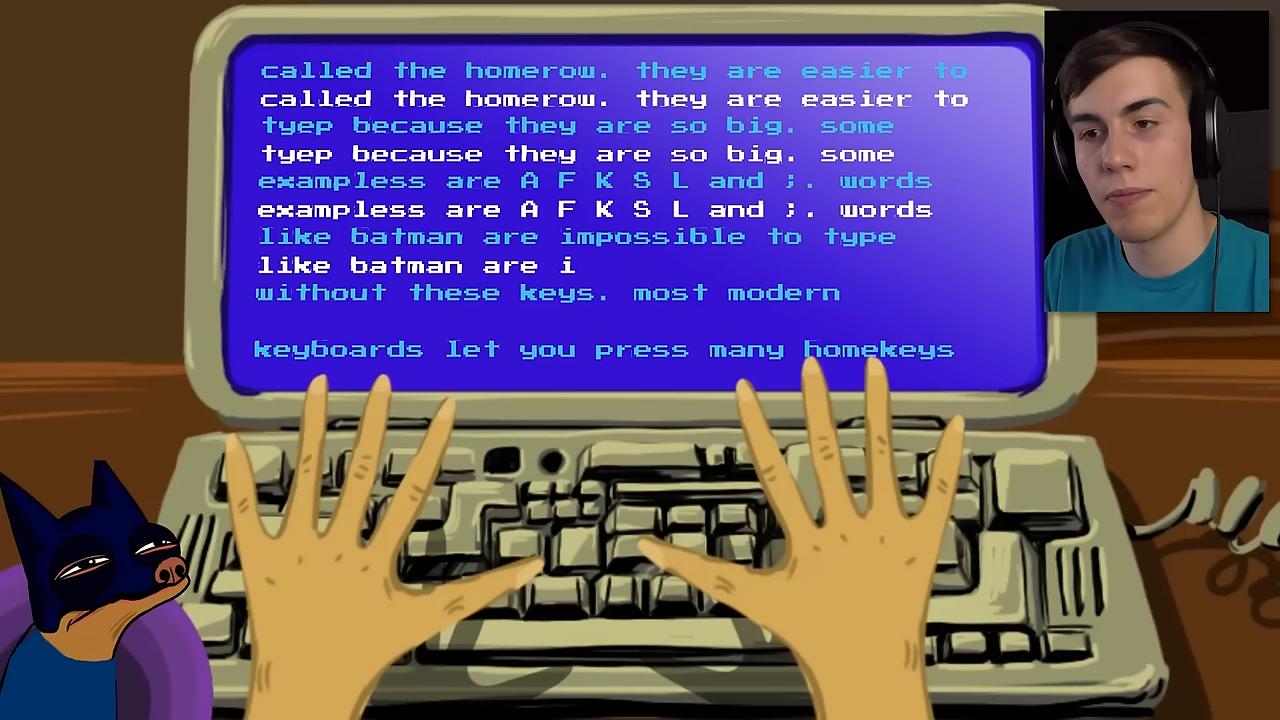 called the homerow. they are easier to
called the homerow. they are easier to
tyep because they are so big. some
tyep because they are so big. some
exampless are A F K S L and ;. words
exampless are A F K S L and ;. words
like batman are impossible to type
like batman are i
without these keys. most modern
keyboards let you press many homekeys